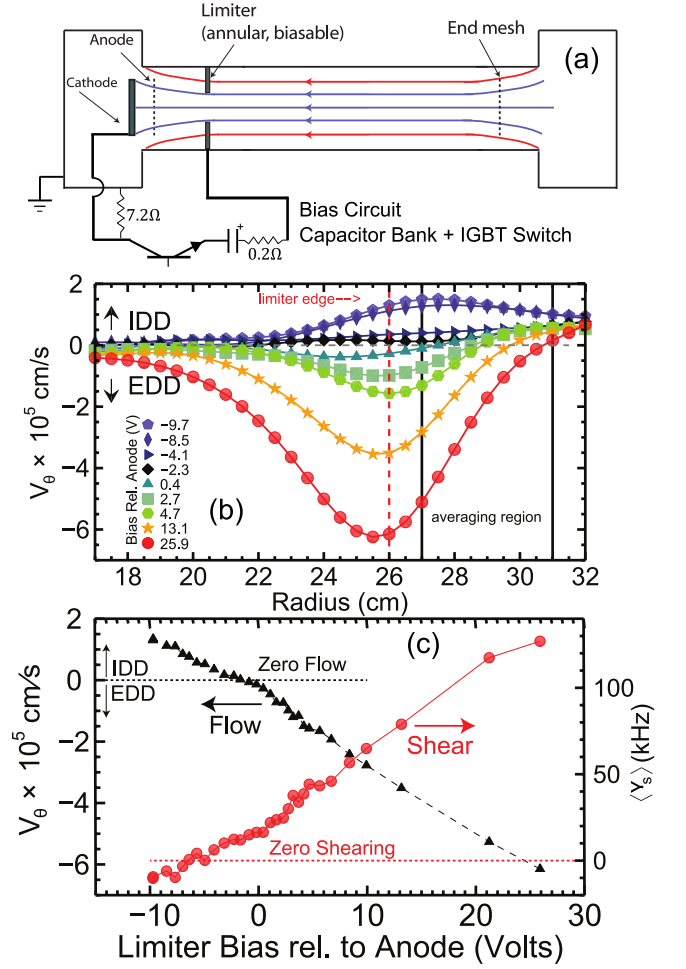 Limiter
(annular, biasable)
Anode
End mesh
(a)
Cathode
7.2Ω
+
0.2Ω
Bias Circuit
Capacitor Bank + IGBT Switch
2
0
−2
−4
−6
V_θ × 10⁵ cm/s
limiter edge-->
IDD
EDD
Bias Rel. Anode (V)
−9.7
−8.5
−4.1
−2.3
0.4
2.7
4.7
13.1
25.9
(b)
averaging region
18 20 22 24 26 28 30 32
Radius (cm)
2
0
−2
−4
−6
V_θ × 10⁵ cm/s
(c)
IDD
EDD
Zero Flow
Flow
Shear
Zero Shearing
100
50
0
⟨γ_s⟩ (kHz)
−10 0 10 20 30
Limiter Bias rel. to Anode (Volts)